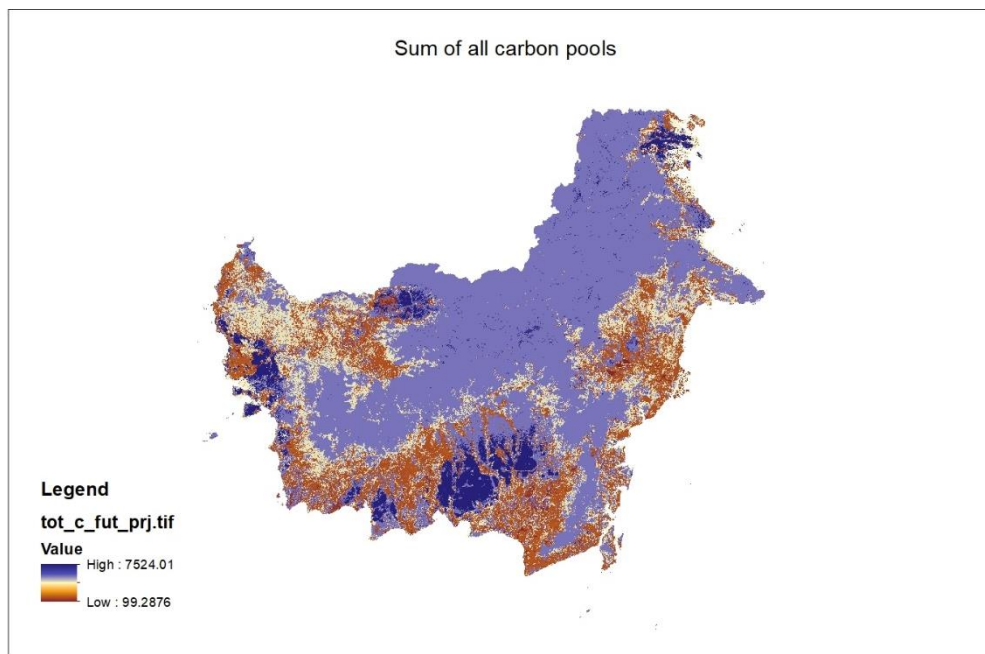 Sum of all carbon pools
Legend
tot_c_fut_prj.tif
Value
High : 7524.01
Low : 99.2876